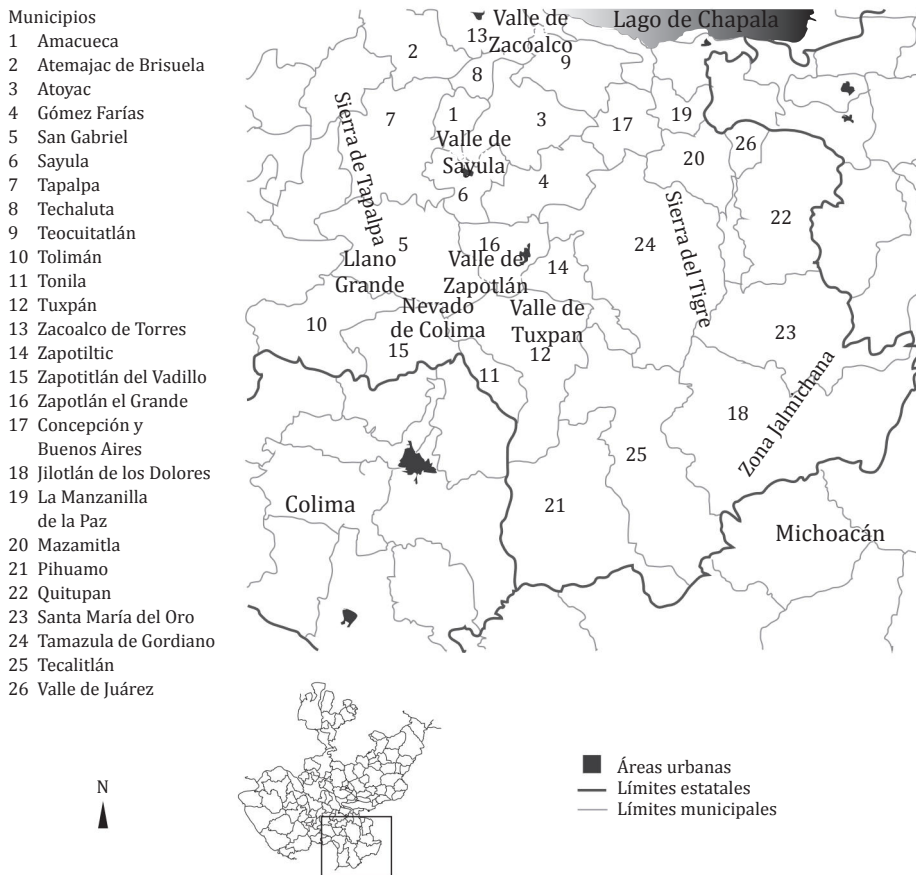 Municipios
1 Amacueca
2 Atemajac de Brisuela
3 Atoyac
4 Gómez Farías
5 San Gabriel
6 Sayula
7 Tapalpa
8 Techaluta
9 Teocuitatlán
10 Tolimán
11 Tonila
12 Tuxpán
13 Zacoalco de Torres
14 Zapotiltic
15 Zapotitlán del Vadillo
16 Zapotlán el Grande
17 Concepción y
Buenos Aires
18 Jilotlán de los Dolores
19 La Manzanilla
de la Paz
20 Mazamitla
21 Pihuamo
22 Quitupan
23 Santa María del Oro
24 Tamazula de Gordiano
25 Tecalitlán
26 Valle de Juárez
Valle de
Zacoalco
Lago de Chapala
13
2
9
8
Sierra de Tapalpa
7
1
3
17
19
Valle de
Sayula
20
26
6
4
22
Sierra del Tigre
5
16
24
Llano
Grande
Valle de
Zapotlán
14
Nevado
de Colima
Valle de
Tuxpan
10
15
12
23
11
18
Zona Jalmichana
25
Colima
21
Michoacán
N
Áreas urbanas
Límites estatales
Límites municipales